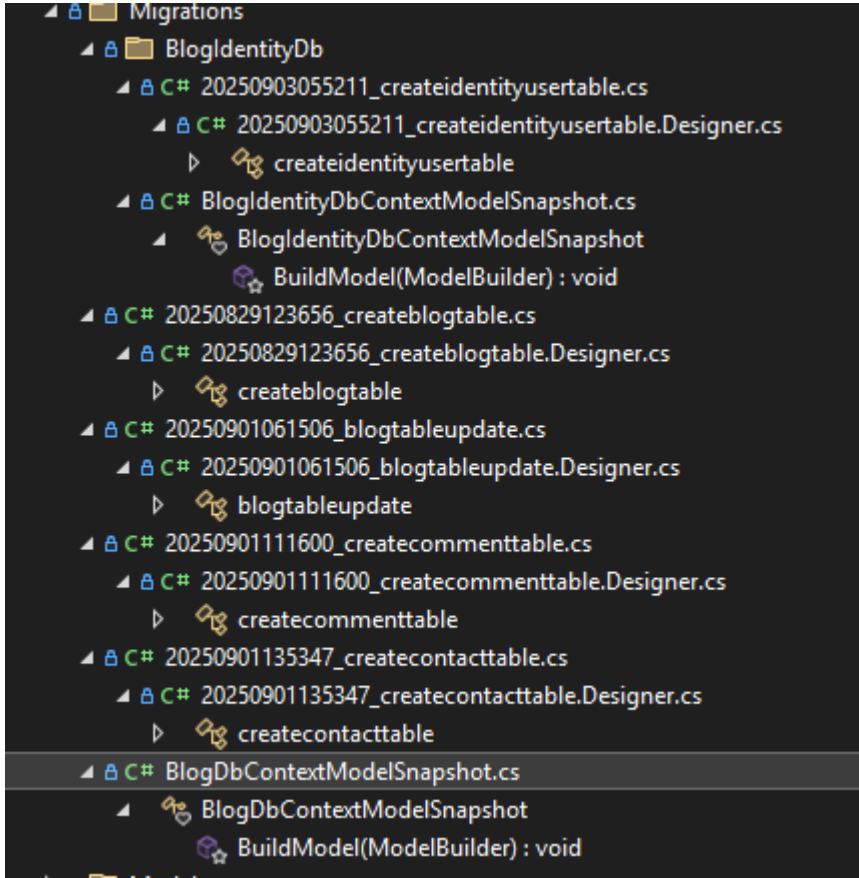 Migrations
BlogIdentityDb
C# 20250903055211_createidentityusertable.cs
C# 20250903055211_createidentityusertable.Designer.cs
createidentityusertable
C# BlogIdentityDbContextModelSnapshot.cs
BlogIdentityDbContextModelSnapshot
BuildModel(ModelBuilder) : void
C# 20250829123656_createblogtable.cs
C# 20250829123656_createblogtable.Designer.cs
createblogtable
C# 20250901061506_blogtableupdate.cs
C# 20250901061506_blogtableupdate.Designer.cs
blogtableupdate
C# 20250901111600_createcommenttable.cs
C# 20250901111600_createcommenttable.Designer.cs
createcommenttable
C# 20250901135347_createcontacttable.cs
C# 20250901135347_createcontacttable.Designer.cs
createcontacttable
C# BlogDbContextModelSnapshot.cs
BlogDbContextModelSnapshot
BuildModel(ModelBuilder) : void